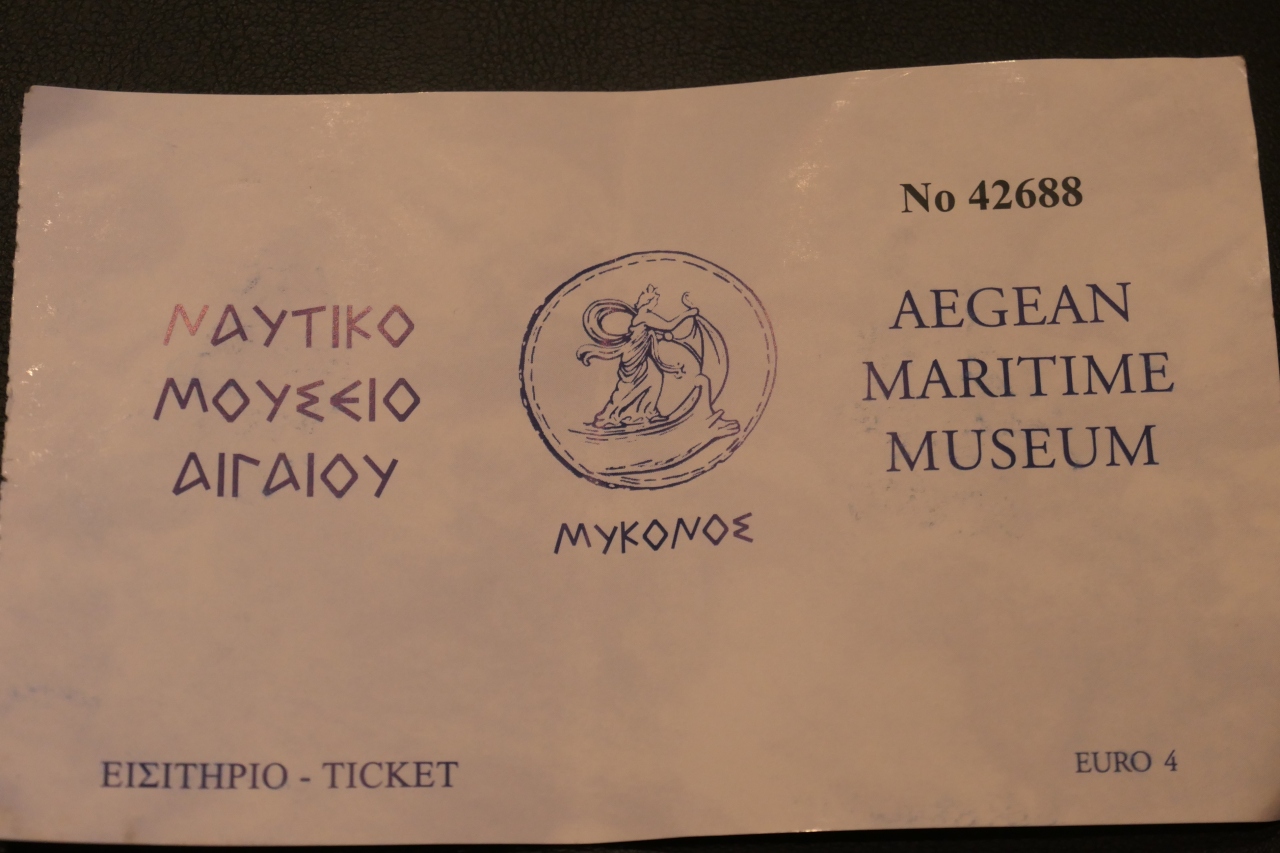 No 42688
ΝΑΥΤΙΚΟ
ΜΟΥΣΕΙΟ
ΑΙΓΑΙΟΥ
ΜΥΚΟΝΟΣ
AEGEAN
MARITIME
MUSEUM
ΕΙΣΙΤΗΡΙΟ - TICKET
EURO 4